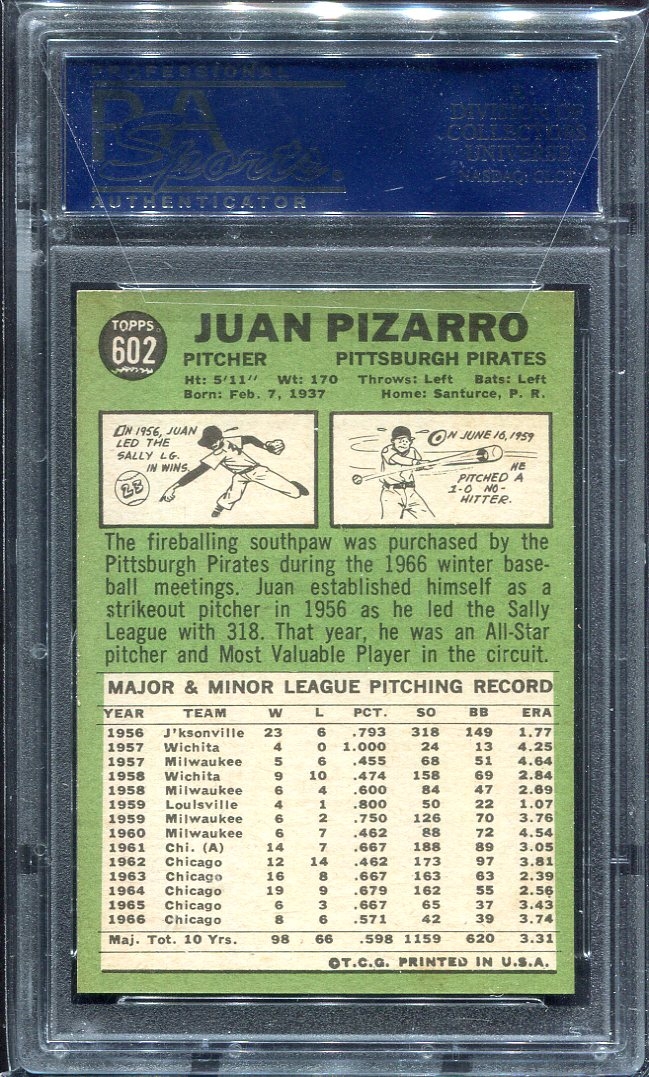 PROFESSIONAL
PSA
Sports
AUTHENTICATOR
A DIVISION OF
COLLECTORS
UNIVERSE
NASDAQ: CLCT
TOPPS
602
JUAN PIZARRO
PITCHER PITTSBURGH PIRATES
Ht: 5'11" Wt: 170 Throws: Left Bats: Left
Born: Feb. 7, 1937 Home: Santurce, P. R.
ON 1956, JUAN
LED THE
SALLY LG.
IN WINS.
23
ON JUNE 16, 1959
HE
PITCHED A
1-0 NO-
HITTER.
The fireballing southpaw was purchased by the
Pittsburgh Pirates during the 1966 winter base-
ball meetings. Juan established himself as a
strikeout pitcher in 1956 as he led the Sally
League with 318. That year, he was an All-Star
pitcher and Most Valuable Player in the circuit.
MAJOR & MINOR LEAGUE PITCHING RECORD
YEAR TEAM W L PCT. SO BB ERA
1956 J'ksonville 23 6 .793 318 149 1.77
1957 Wichita 4 0 1.000 24 13 4.25
1957 Milwaukee 5 6 .455 68 51 4.64
1958 Wichita 9 10 .474 158 69 2.84
1958 Milwaukee 6 4 .600 84 47 2.69
1959 Louisville 4 1 .800 50 22 1.07
1959 Milwaukee 6 2 .750 126 70 3.76
1960 Milwaukee 6 7 .462 88 72 4.54
1961 Chi. (A) 14 7 .667 188 89 3.05
1962 Chicago 12 14 .462 173 97 3.81
1963 Chicago 16 8 .667 163 63 2.39
1964 Chicago 19 9 .679 162 55 2.56
1965 Chicago 6 3 .667 65 37 3.43
1966 Chicago 8 6 .571 42 39 3.74
Maj. Tot. 10 Yrs. 98 66 .598 1159 620 3.31
©T.C.G. PRINTED IN U.S.A.